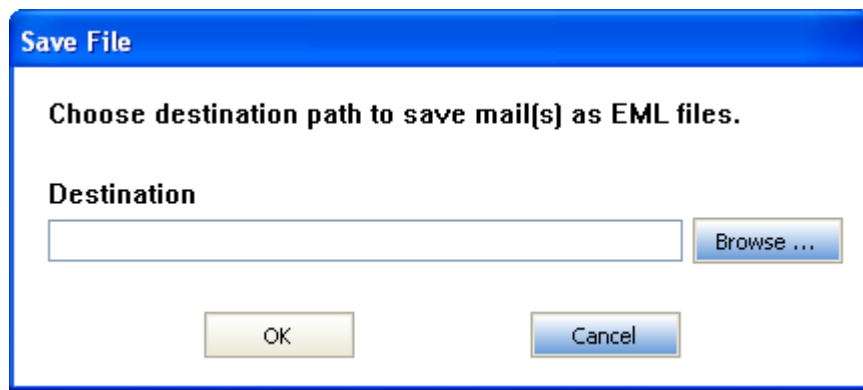 Save File
Choose destination path to save mail(s) as EML files.
Destination
Browse ...
OK
Cancel